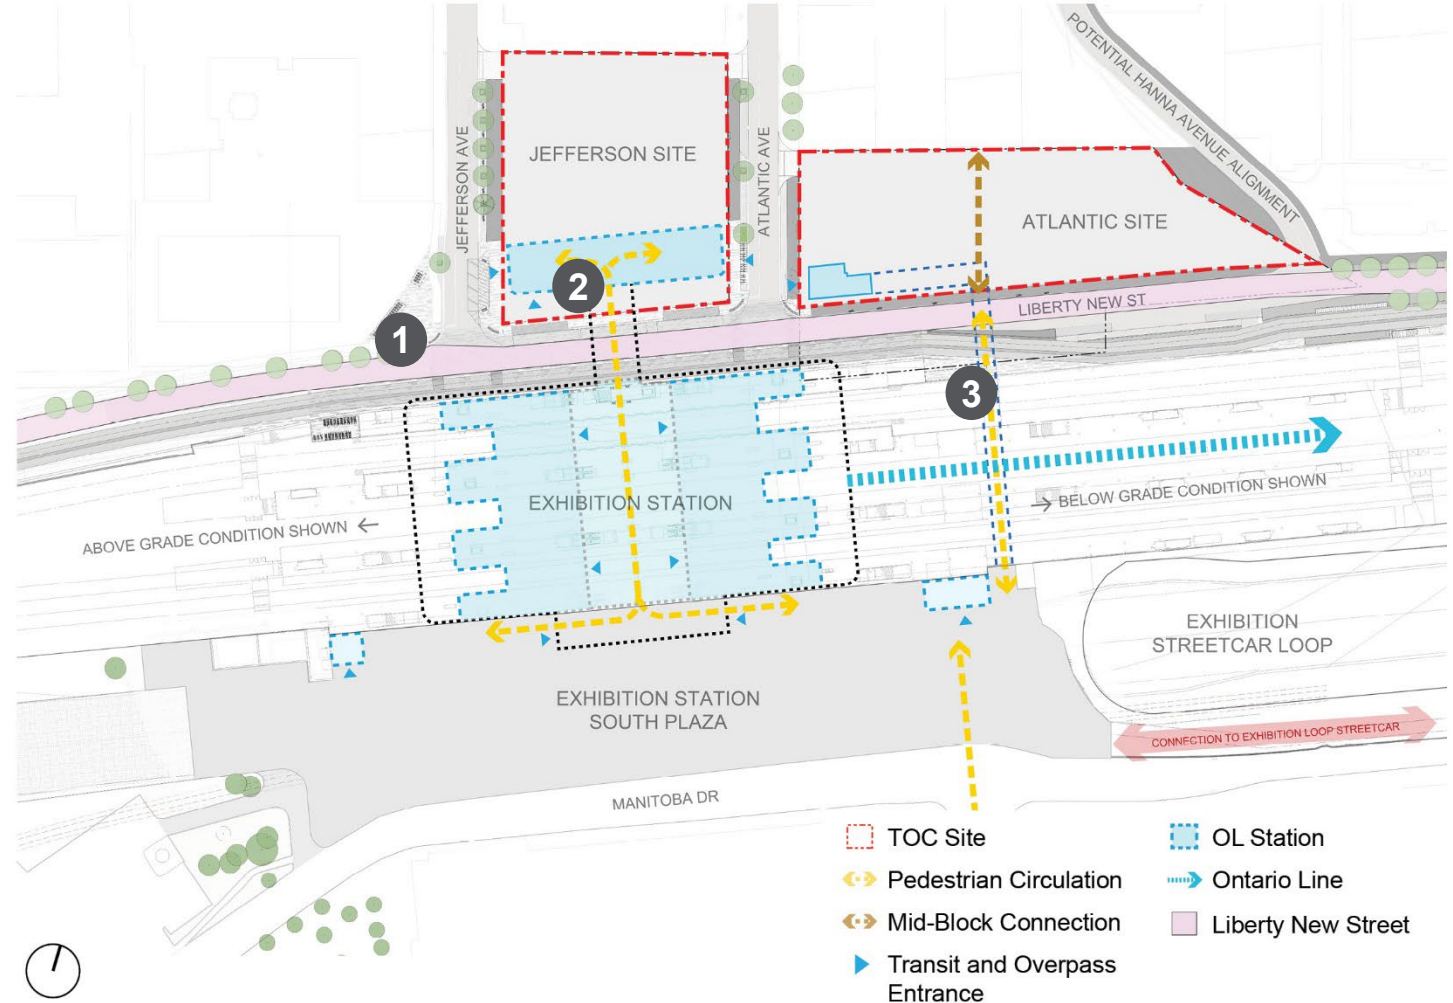 POTENTIAL HANNA AVENUE ALIGNMENT
JEFFERSON AVE
JEFFERSON SITE
ATLANTIC AVE
ATLANTIC SITE
2
LIBERTY NEW ST
1
3
EXHIBITION STATION
ABOVE GRADE CONDITION SHOWN
BELOW GRADE CONDITION SHOWN
EXHIBITION
STREETCAR LOOP
EXHIBITION STATION
SOUTH PLAZA
CONNECTION TO EXHIBITION LOOP STREETCAR
MANITOBA DR
TOC Site
Pedestrian Circulation
Mid-Block Connection
Transit and Overpass
Entrance
OL Station
Ontario Line
Liberty New Street